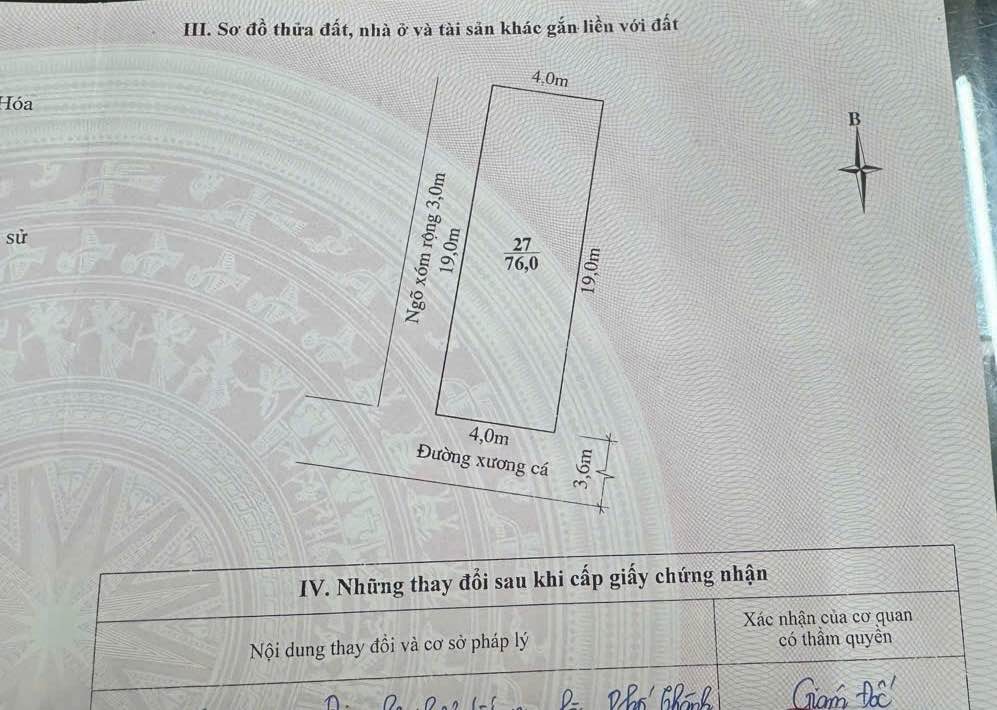 III. Sơ đồ thửa đất, nhà ở và tài sản khác gắn liền với đất
4.0m
Hóa
B
Ngõ xóm rộng 3,0m
19,0m
sử
27
76,0
19,0m
4,0m
Đường xương cá
3,6m
IV. Những thay đổi sau khi cấp giấy chứng nhận
Nội dung thay đổi và cơ sở pháp lý
Xác nhận của cơ quan
có thẩm quyền
Giám Đốc